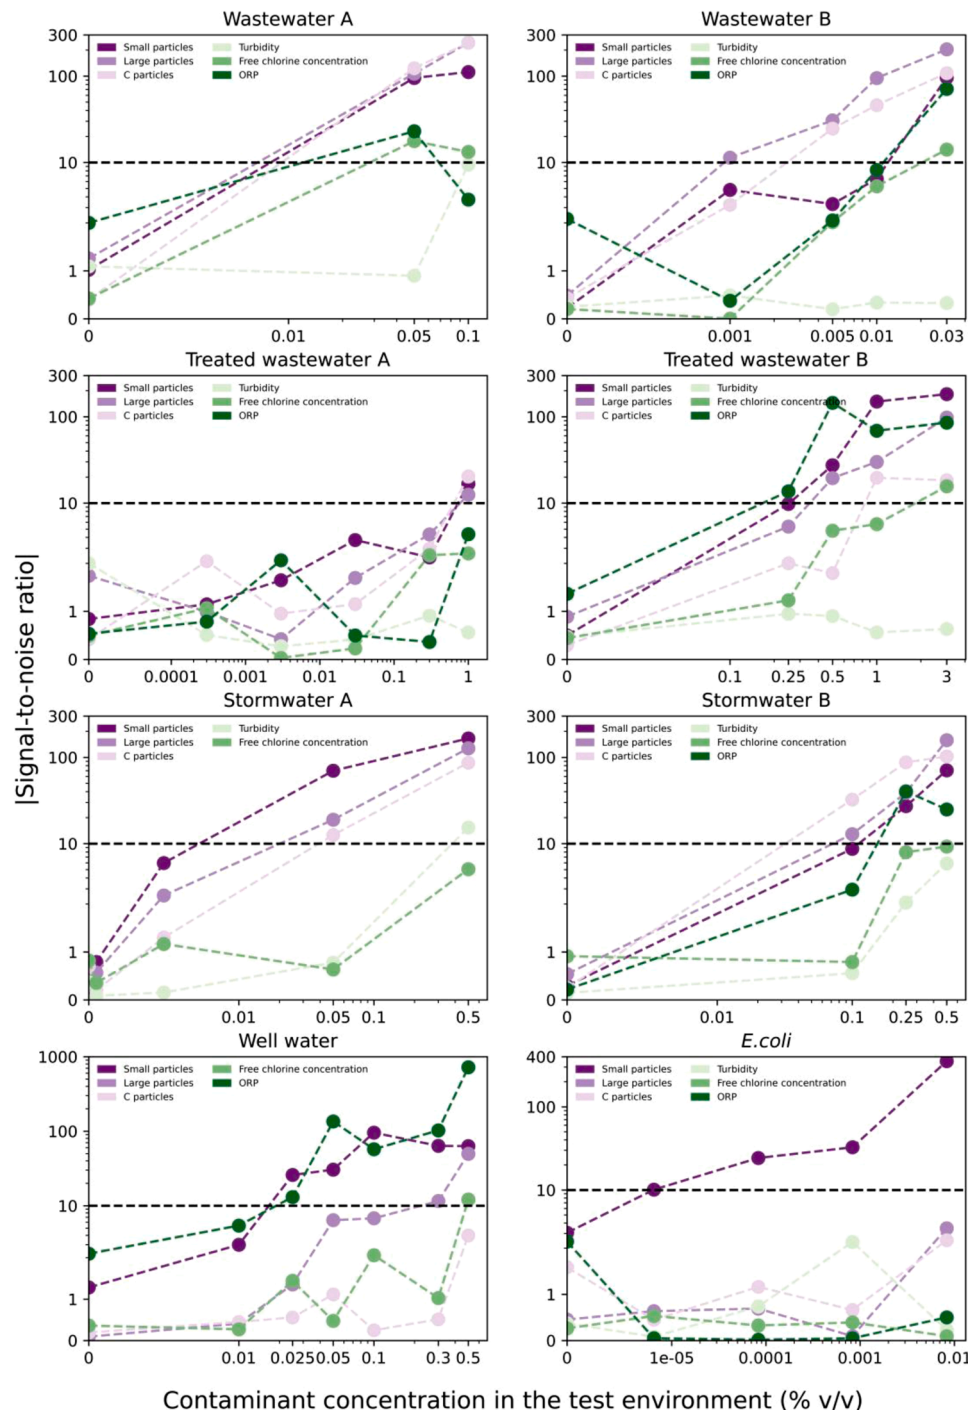 Wastewater A
300
100
10
1
0
Small particles
Large particles
C particles
Turbidity
Free chlorine concentration
ORP
0
0.01
0.05
0.1
Wastewater B
300
100
10
1
0
Small particles
Large particles
C particles
Turbidity
Free chlorine concentration
ORP
0
0.001
0.005
0.01
0.03
Treated wastewater A
300
100
10
1
0
Small particles
Large particles
C particles
Turbidity
Free chlorine concentration
ORP
0
0.0001
0.001
0.01
0.1
1
Treated wastewater B
300
100
10
1
0
Small particles
Large particles
C particles
Turbidity
Free chlorine concentration
ORP
0
0.1
0.25
0.5
1
3
Stormwater A
300
100
10
1
0
Small particles
Large particles
C particles
Turbidity
Free chlorine concentration
0
0.01
0.05
0.1
0.5
Stormwater B
300
100
10
1
0
Small particles
Large particles
C particles
Turbidity
Free chlorine concentration
ORP
0
0.01
0.1
0.25
0.5
Well water
1000
100
10
1
0
Small particles
Large particles
C particles
Free chlorine concentration
ORP
0
0.01
0.025
0.05
0.1
0.3
0.5
E.coli
400
100
10
1
0
Small particles
Large particles
C particles
Turbidity
Free chlorine concentration
ORP
0
1e-05
0.0001
0.001
0.01
|Signal-to-noise ratio|
Contaminant concentration in the test environment (% v/v)